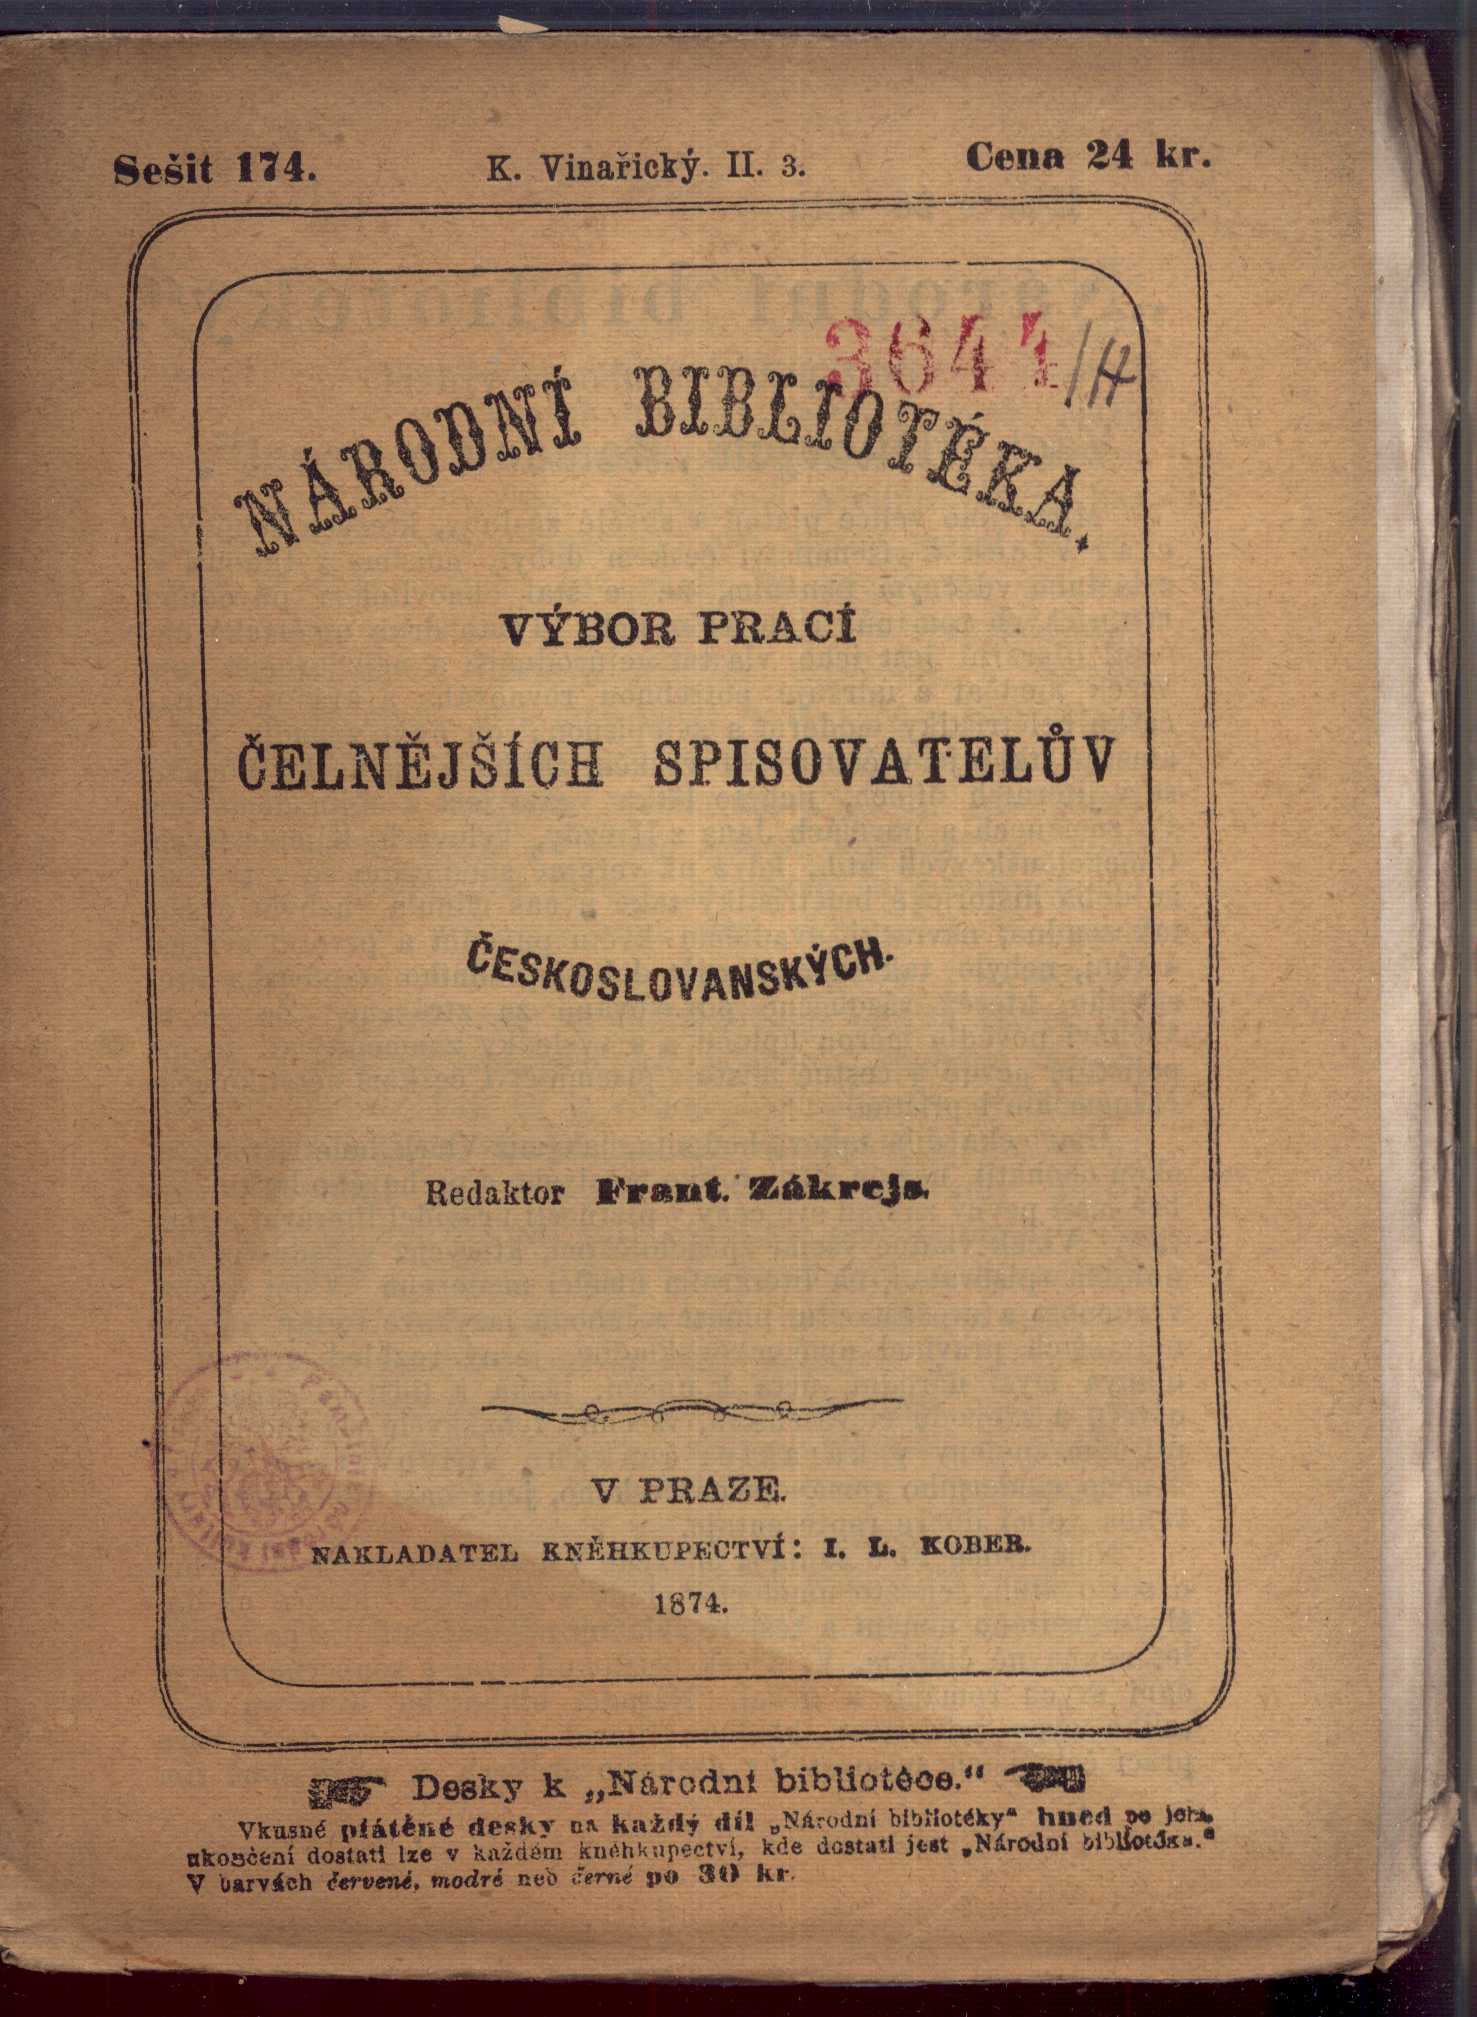 Sešit 174. K. Vinařický. II. 3. Cena 24 kr.
3644/H
NÁRODNÍ BIBLIOTÉKA.
VÝBOR PRACÍ
ČELNĚJŠÍCH SPISOVATELŮV
ČESKOSLOVANSKÝCH.
Redaktor Frant. Zákrejs.
V PRAZE.
NAKLADATEL KNĚHKUPECTVÍ: I. L. KOBER.
1874.
Desky k „Národní bibliotéce.“
Vkusné plátěné desky na každý díl „Národní bibliotéky“ hned po jeho
ukončení dostati lze v každém kněhkupectví, kde dostati jest „Národní bibliotéka.“
V barvách červené, modré neb černé po 30 kr.